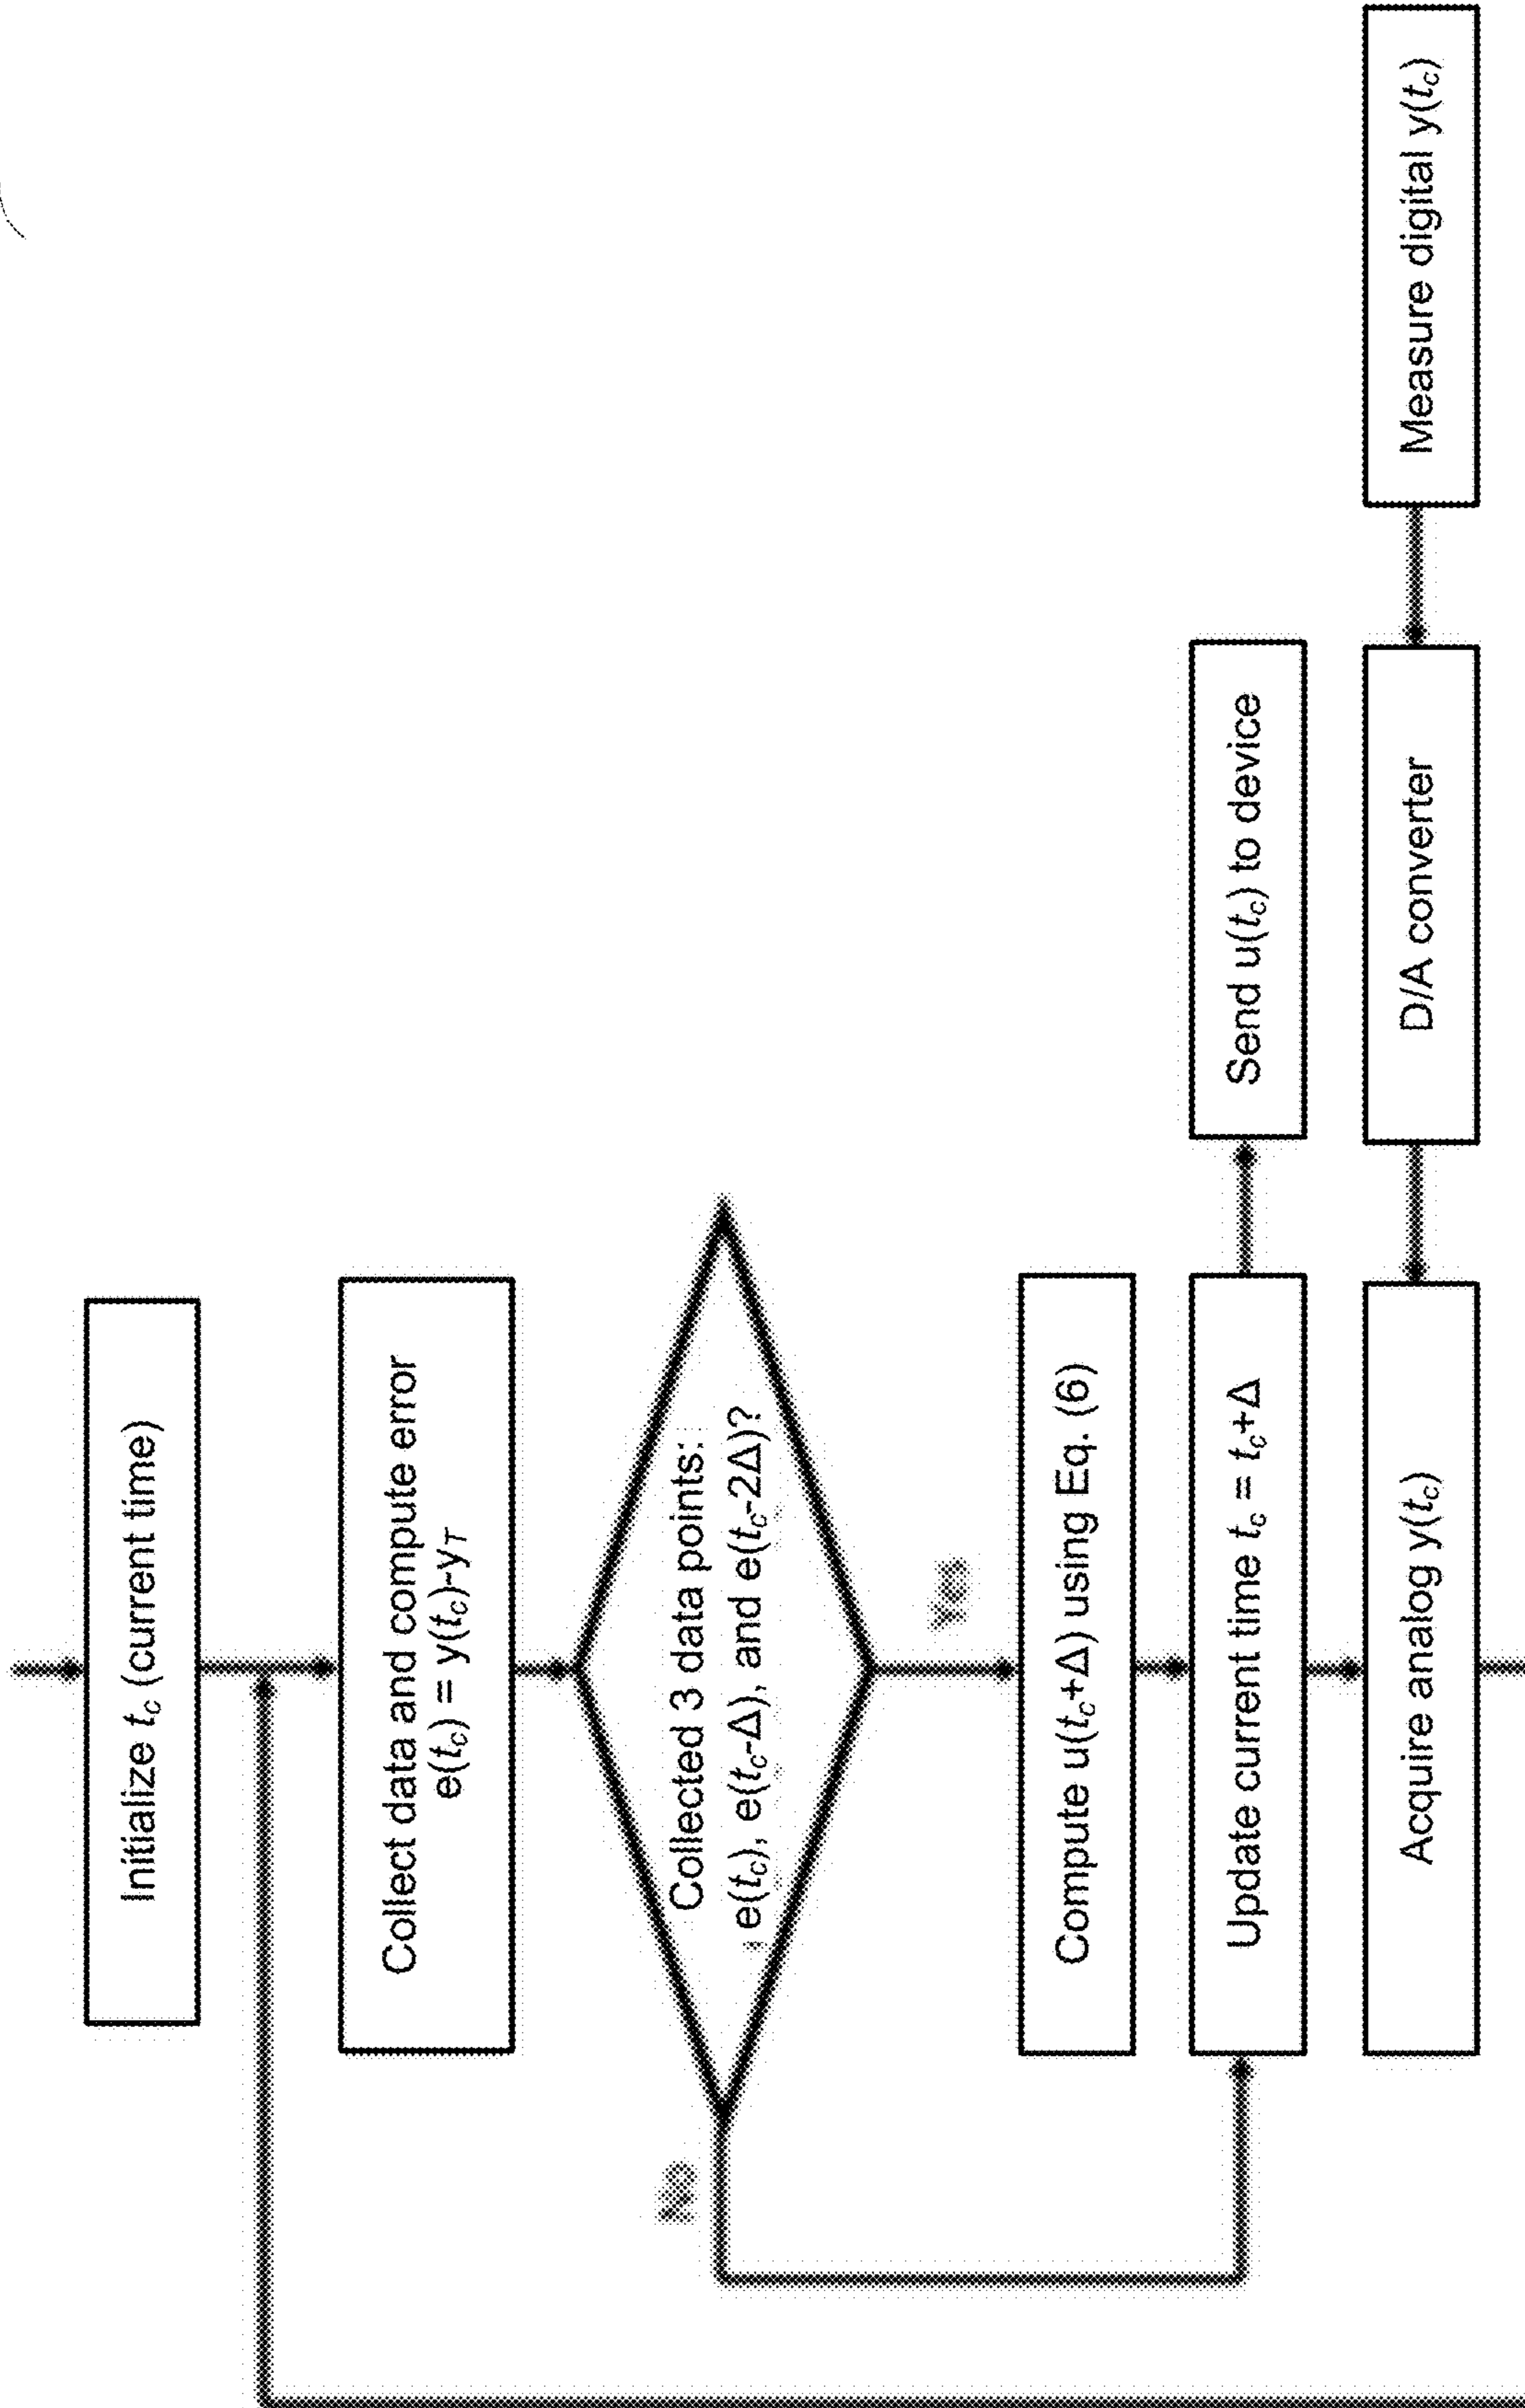 Initialize t_c (current time)
Collect data and compute error
e(t_c) = y(t_c)-y_T
Collected 3 data points:
e(t_c), e(t_c-Δ), and e(t_c-2Δ)?
No
Yes
Compute u(t_c+Δ) using Eq. (6)
Update current time t_c = t_c+Δ
Send u(t_c) to device
Acquire analog y(t_c)
D/A converter
Measure digital y(t_c)